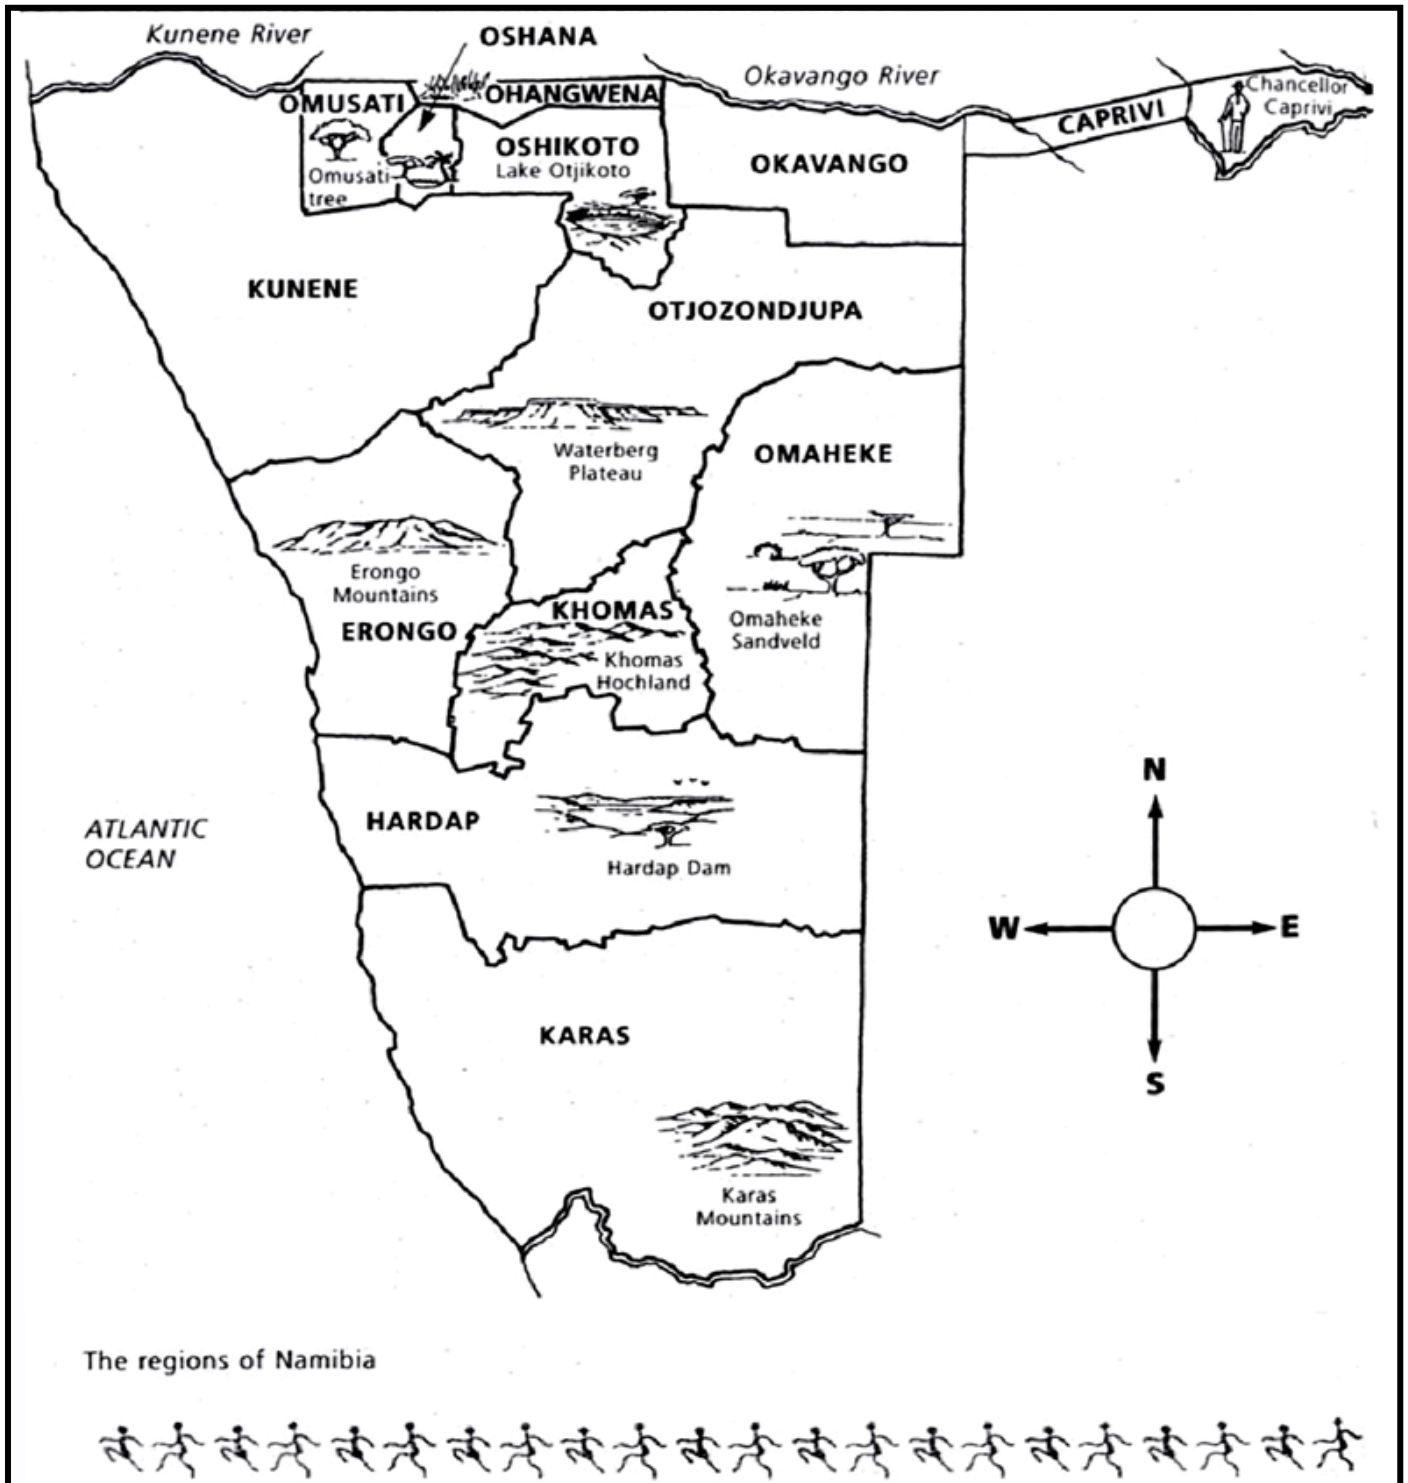 Kunene River
OSHANA
Okavango River
Chancellor
Caprivi
OMUSATI
OHANGWENA
CAPRIVI
OSHIKOTO
Lake Otjikoto
OKAVANGO
Omusati
tree
KUNENE
OTJOZONDJUPA
Waterberg
Plateau
OMAHEKE
Erongo
Mountains
ERONGO
KHOMAS
Khomas
Hochland
Omaheke
Sandveld
N
HARDAP
ATLANTIC
OCEAN
Hardap Dam
W
E
KARAS
S
Karas
Mountains
The regions of Namibia